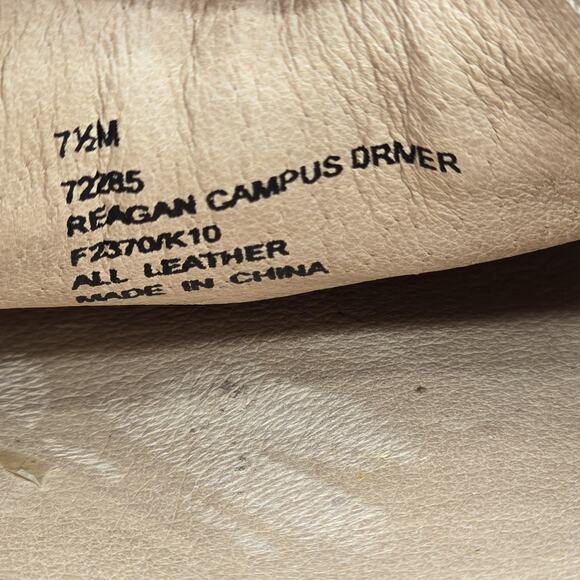 7½M
72285
REAGAN CAMPUS DRIVER
F2370/K10
ALL LEATHER
MADE IN CHINA